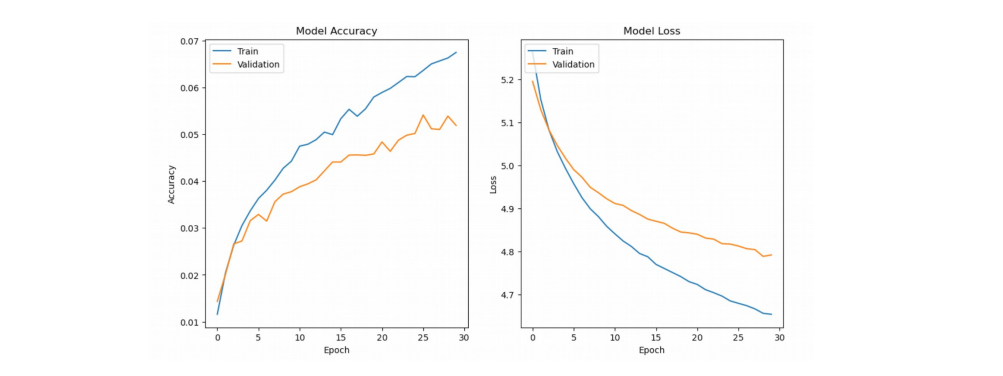 Model Accuracy
Train
Validation
0.07
0.06
0.05
0.04
0.03
0.02
0.01
Accuracy
0
5
10
15
20
25
30
Epoch
Model Loss
Train
Validation
5.2
5.1
5.0
4.9
4.8
4.7
Loss
0
5
10
15
20
25
30
Epoch